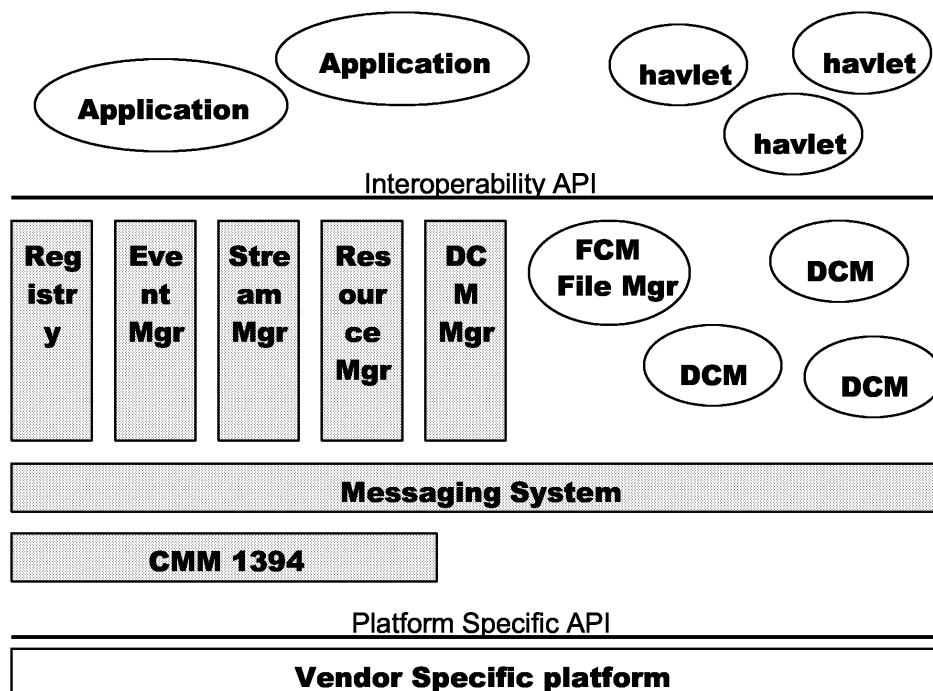 Application
Application
havlet
havlet
havlet
Interoperability API
Reg
istr
y
Eve
nt
Mgr
Stre
am
Mgr
Res
our
ce
Mgr
DC
M
Mgr
FCM
File Mgr
DCM
DCM
DCM
Messaging System
CMM 1394
Platform Specific API
Vendor Specific platform